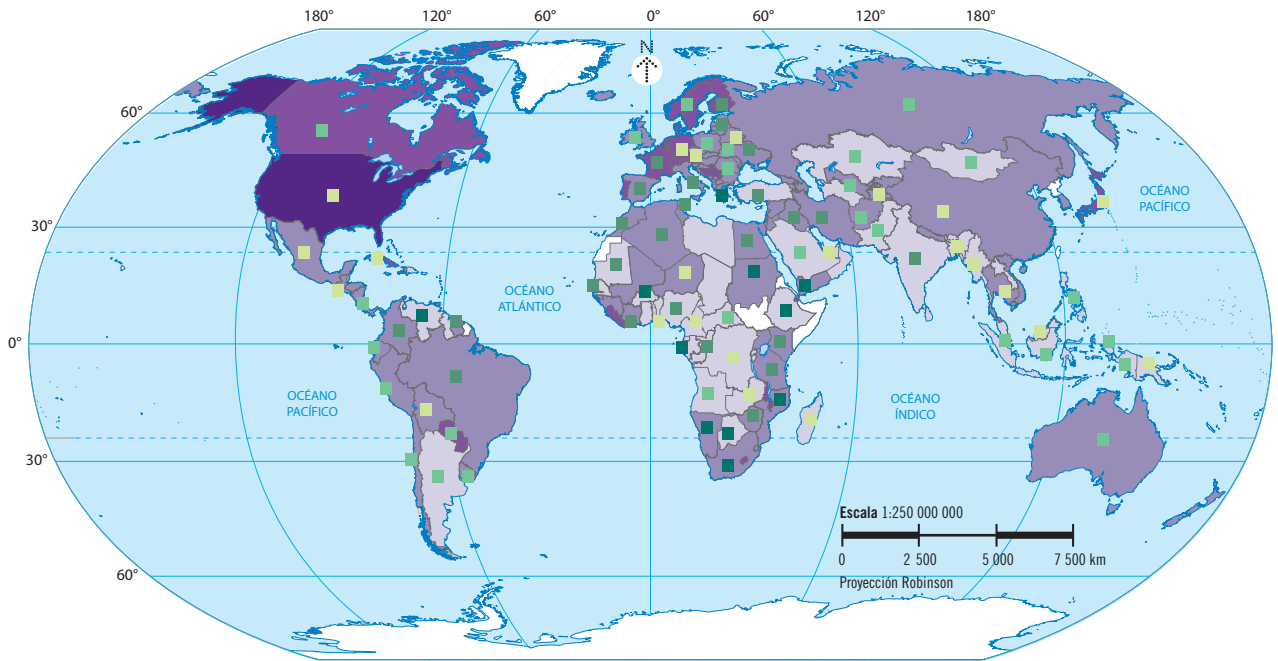 180° 120° 60° 0° 60° 120° 180°
N
60°
30°
0°
30°
60°
OCÉANO
PACÍFICO
OCÉANO
ATLÁNTICO
OCÉANO
PACÍFICO
OCÉANO
ÍNDICO
Escala 1:250 000 000
0 2 500 5 000 7 500 km
Proyección Robinson